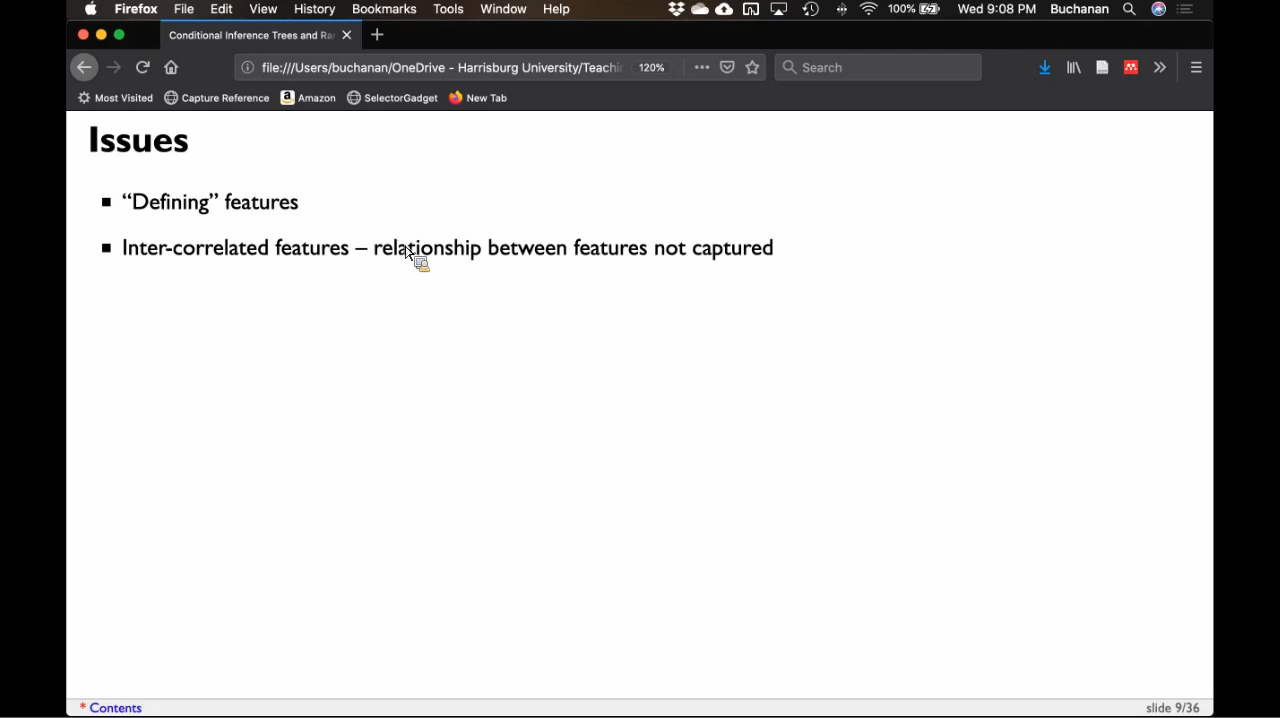 Firefox File Edit View History Bookmarks Tools Window Help 100% Wed 9:08 PM Buchanan
Conditional Inference Trees and Ra
file:///Users/buchanan/OneDrive - Harrisburg University/Teachi 120% Search
Most Visited Capture Reference Amazon SelectorGadget New Tab
Issues
“Defining” features
Inter-correlated features – relationship between features not captured
* Contents slide 9/36